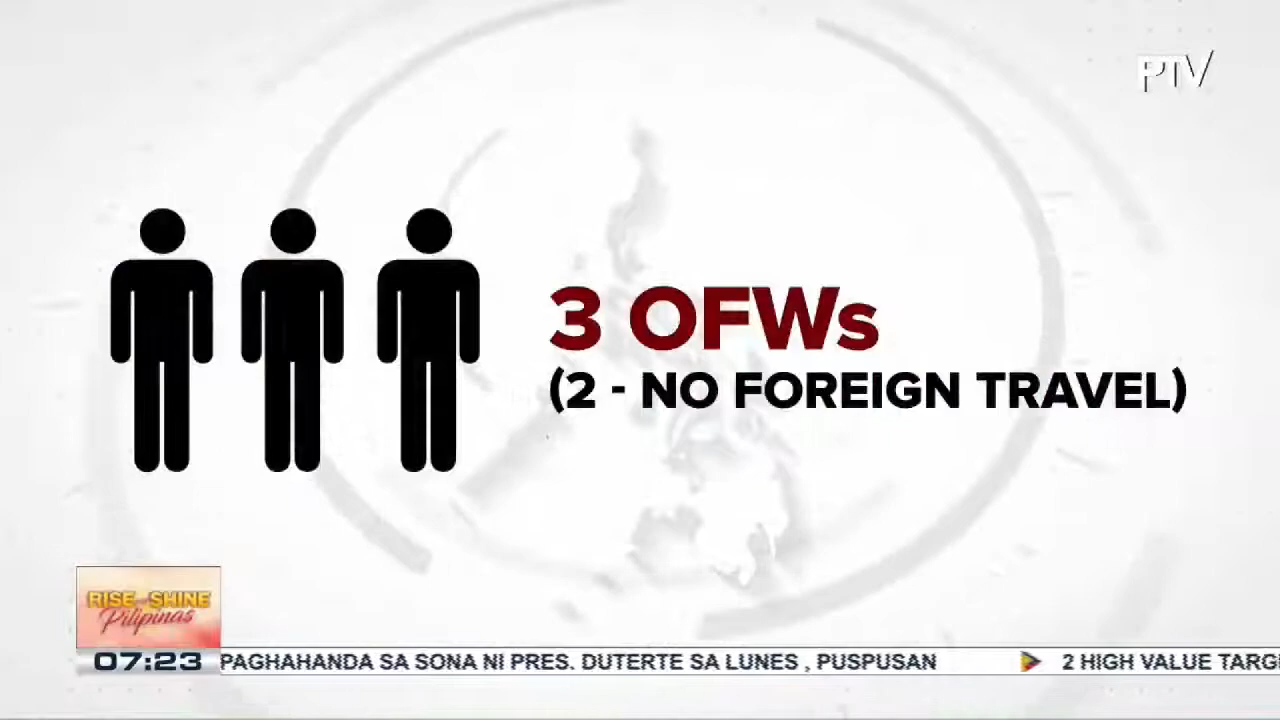 PTV
3 OFWs
(2 - NO FOREIGN TRAVEL)
RISE AND SHINE
Pilipinas
07:23
PAGHAHANDA SA SONA NI PRES. DUTERTE SA LUNES , PUSPUSAN
2 HIGH VALUE TARG